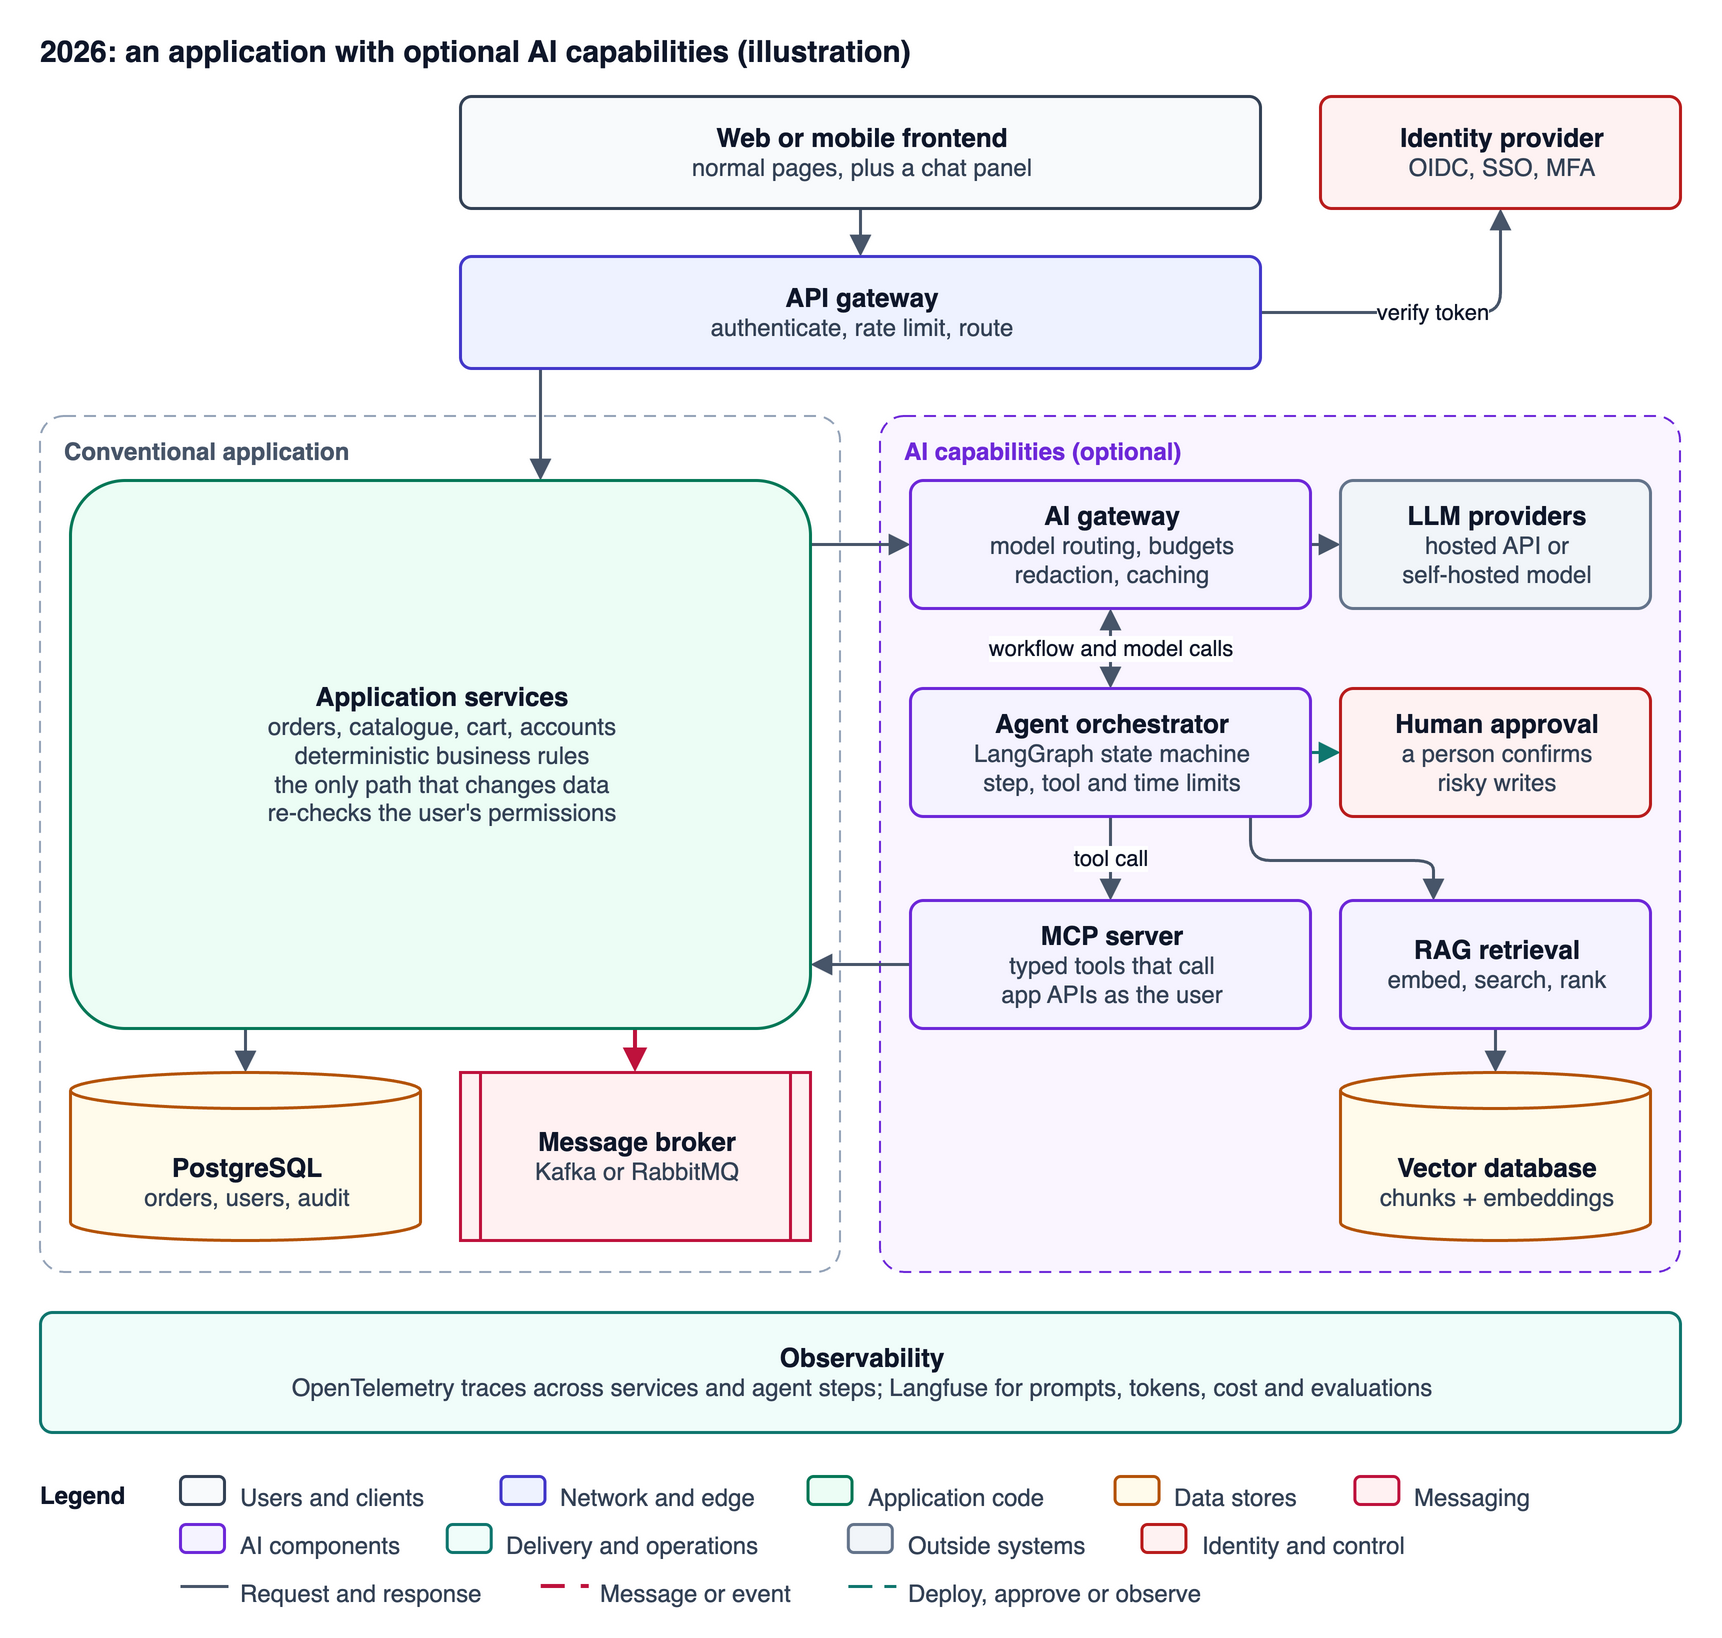 2026: an application with optional AI capabilities (illustration)
Web or mobile frontend
normal pages, plus a chat panel
Identity provider
OIDC, SSO, MFA
API gateway
authenticate, rate limit, route
verify token
Conventional application
Application services
orders, catalogue, cart, accounts
deterministic business rules
the only path that changes data
re-checks the user's permissions
PostgreSQL
orders, users, audit
Message broker
Kafka or RabbitMQ
AI capabilities (optional)
AI gateway
model routing, budgets
redaction, caching
LLM providers
hosted API or
self-hosted model
workflow and model calls
Agent orchestrator
LangGraph state machine
step, tool and time limits
Human approval
a person confirms
risky writes
tool call
MCP server
typed tools that call
app APIs as the user
RAG retrieval
embed, search, rank
Vector database
chunks + embeddings
Observability
OpenTelemetry traces across services and agent steps; Langfuse for prompts, tokens, cost and evaluations
Legend
Users and clients
Network and edge
Application code
Data stores
Messaging
AI components
Delivery and operations
Outside systems
Identity and control
Request and response
Message or event
Deploy, approve or observe